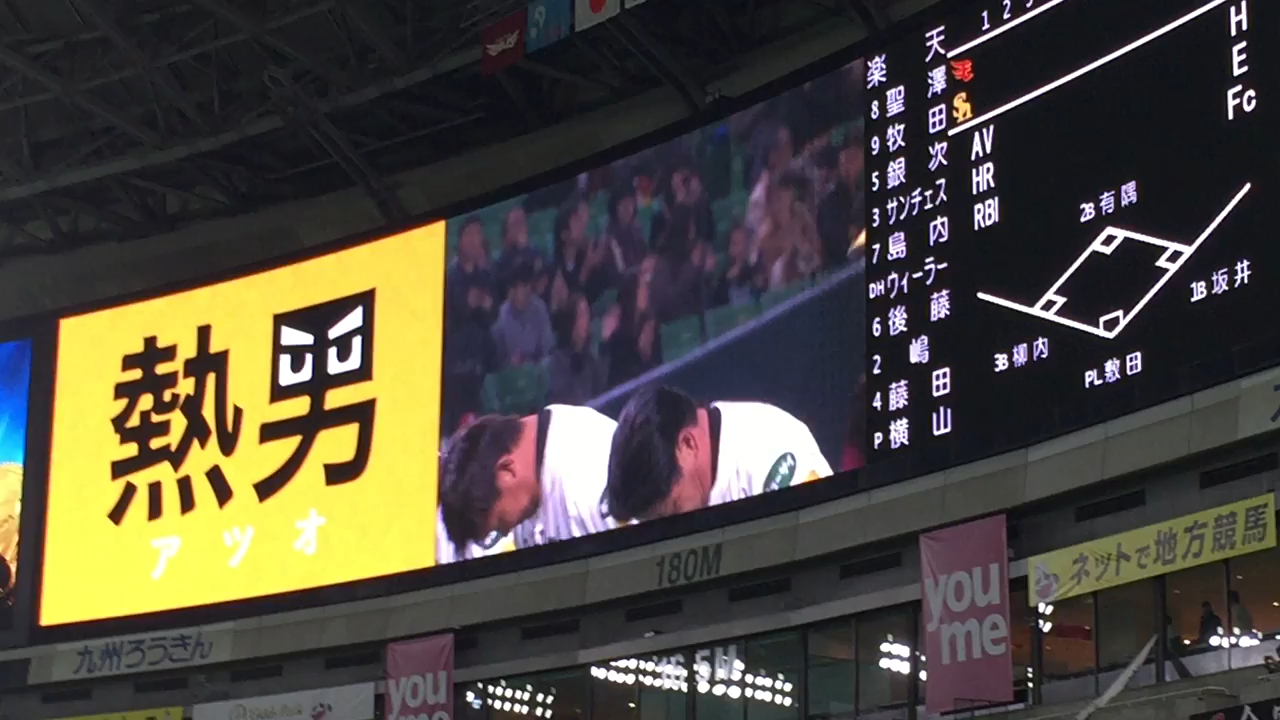 熱男
アツオ
楽天
8 聖澤
9 牧田
5 銀次
3 サンチェス
7 島内
DH ウィーラー
6 後藤
2 嶋
4 藤田
P 横山
1 2 3
H
E
Fc
AV
HR
RBI
2B 有隅
1B 坂井
3B 柳内
PL 敷田
180M
you me
ネットで地方競馬
九州ろうきん
you me